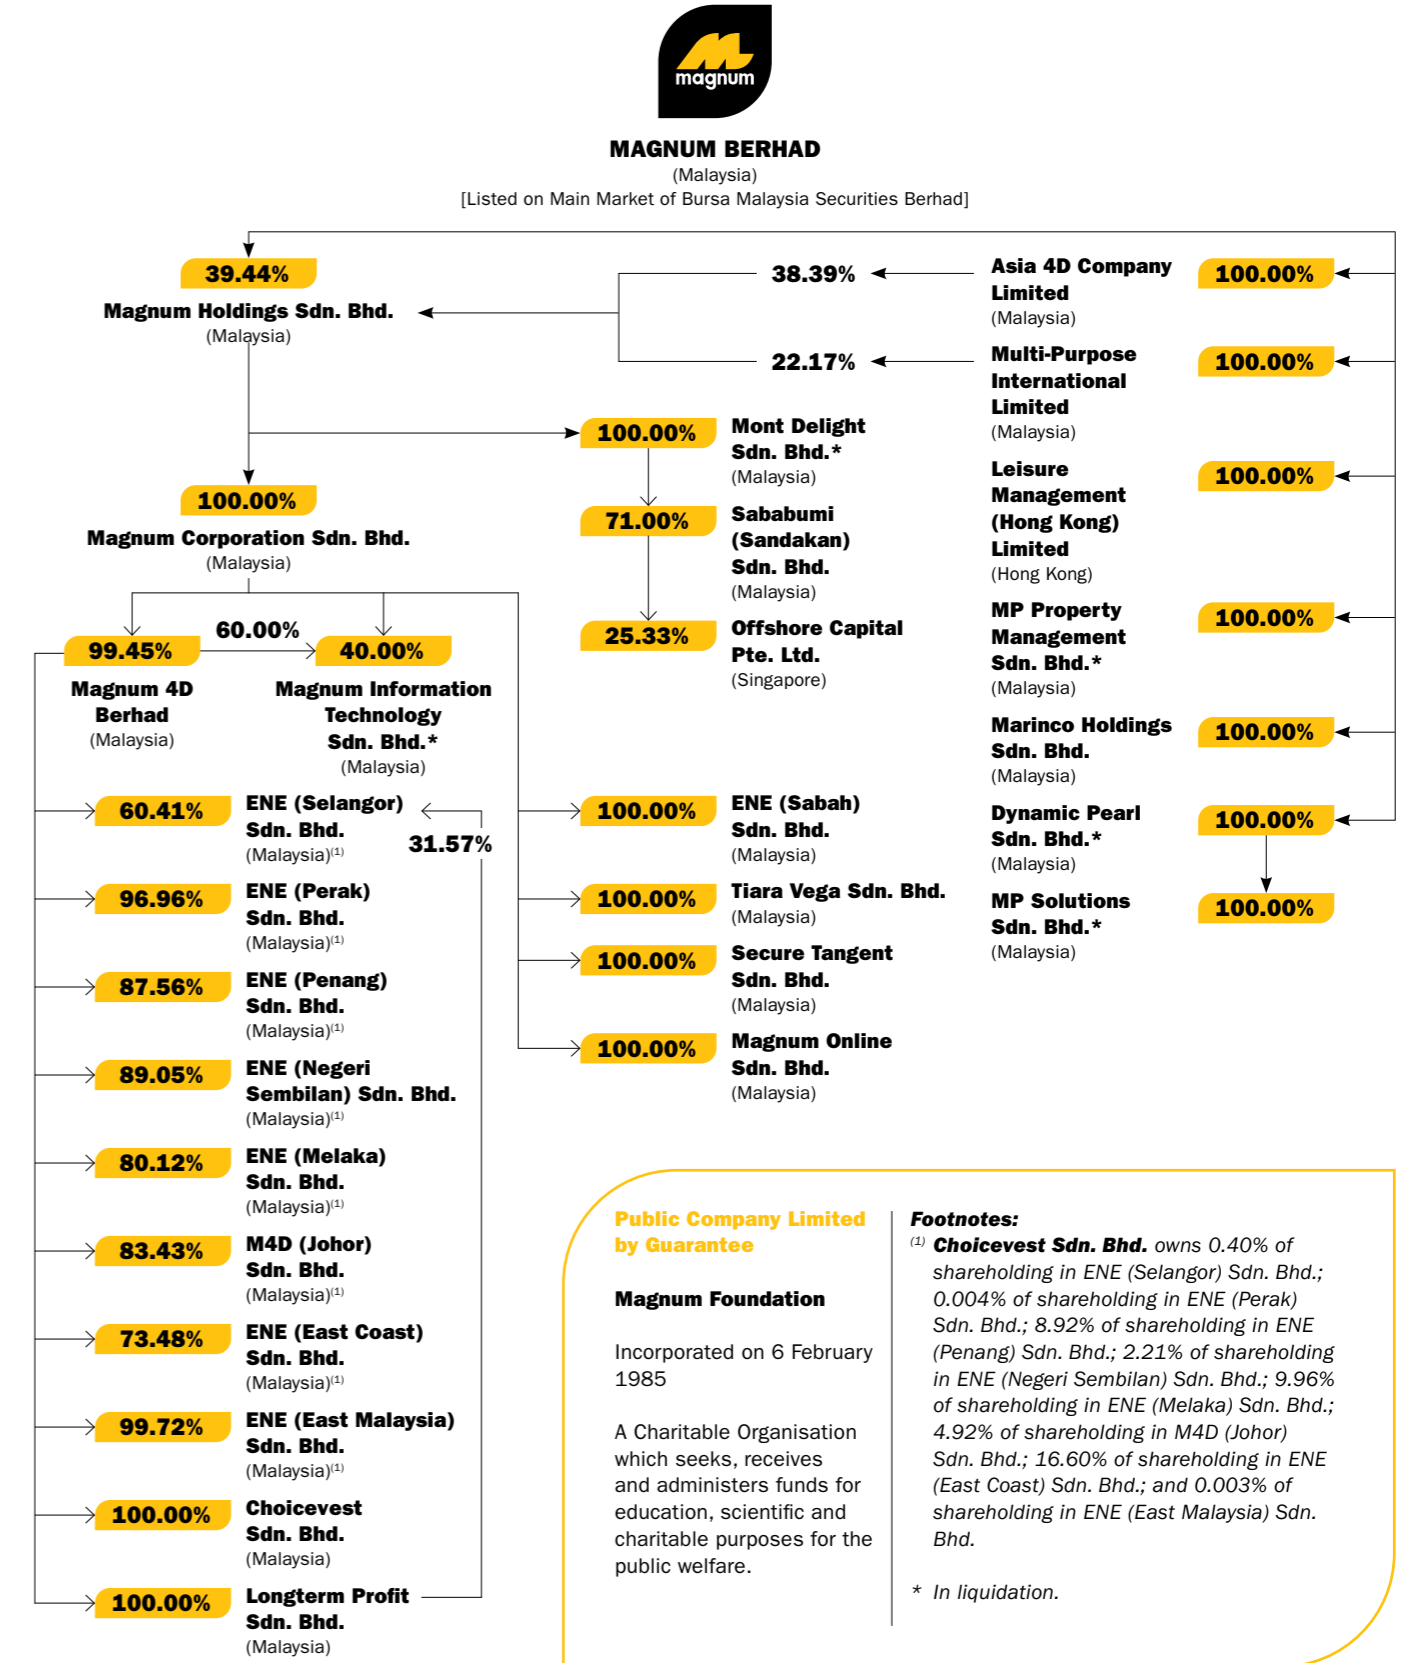 magnum
MAGNUM BERHAD
(Malaysia)
[Listed on Main Market of Bursa Malaysia Securities Berhad]
39.44%
Magnum Holdings Sdn. Bhd.
(Malaysia)
38.39%
Asia 4D Company
Limited
(Malaysia)
100.00%
22.17%
Multi-Purpose
International
Limited
(Malaysia)
100.00%
100.00%
Mont Delight
Sdn. Bhd.*
(Malaysia)
71.00%
Sababumi
(Sandakan)
Sdn. Bhd.
(Malaysia)
25.33%
Offshore Capital
Pte. Ltd.
(Singapore)
Leisure
Management
(Hong Kong)
Limited
(Hong Kong)
100.00%
MP Property
Management
Sdn. Bhd.*
(Malaysia)
100.00%
Marinco Holdings
Sdn. Bhd.
(Malaysia)
100.00%
Dynamic Pearl
Sdn. Bhd.*
(Malaysia)
100.00%
MP Solutions
Sdn. Bhd.*
(Malaysia)
100.00%
100.00%
Magnum Corporation Sdn. Bhd.
(Malaysia)
99.45%
60.00%
40.00%
Magnum 4D
Berhad
(Malaysia)
Magnum Information
Technology
Sdn. Bhd.*
(Malaysia)
60.41%
ENE (Selangor)
Sdn. Bhd.
(Malaysia)(1)
31.57%
96.96%
ENE (Perak)
Sdn. Bhd.
(Malaysia)(1)
87.56%
ENE (Penang)
Sdn. Bhd.
(Malaysia)(1)
89.05%
ENE (Negeri
Sembilan) Sdn. Bhd.
(Malaysia)(1)
80.12%
ENE (Melaka)
Sdn. Bhd.
(Malaysia)(1)
83.43%
M4D (Johor)
Sdn. Bhd.
(Malaysia)(1)
73.48%
ENE (East Coast)
Sdn. Bhd.
(Malaysia)(1)
99.72%
ENE (East Malaysia)
Sdn. Bhd.
(Malaysia)(1)
100.00%
Choicevest
Sdn. Bhd.
(Malaysia)
100.00%
Longterm Profit
Sdn. Bhd.
(Malaysia)
100.00%
ENE (Sabah)
Sdn. Bhd.
(Malaysia)
100.00%
Tiara Vega Sdn. Bhd.
(Malaysia)
100.00%
Secure Tangent
Sdn. Bhd.
(Malaysia)
100.00%
Magnum Online
Sdn. Bhd.
(Malaysia)
Public Company Limited
by Guarantee
Magnum Foundation
Incorporated on 6 February
1985
A Charitable Organisation
which seeks, receives
and administers funds for
education, scientific and
charitable purposes for the
public welfare.
Footnotes:
(1) Choicevest Sdn. Bhd. owns 0.40% of
shareholding in ENE (Selangor) Sdn. Bhd.;
0.004% of shareholding in ENE (Perak)
Sdn. Bhd.; 8.92% of shareholding in ENE
(Penang) Sdn. Bhd.; 2.21% of shareholding
in ENE (Negeri Sembilan) Sdn. Bhd.; 9.96%
of shareholding in ENE (Melaka) Sdn. Bhd.;
4.92% of shareholding in M4D (Johor)
Sdn. Bhd.; 16.60% of shareholding in ENE
(East Coast) Sdn. Bhd.; and 0.003% of
shareholding in ENE (East Malaysia) Sdn.
Bhd.
* In liquidation.